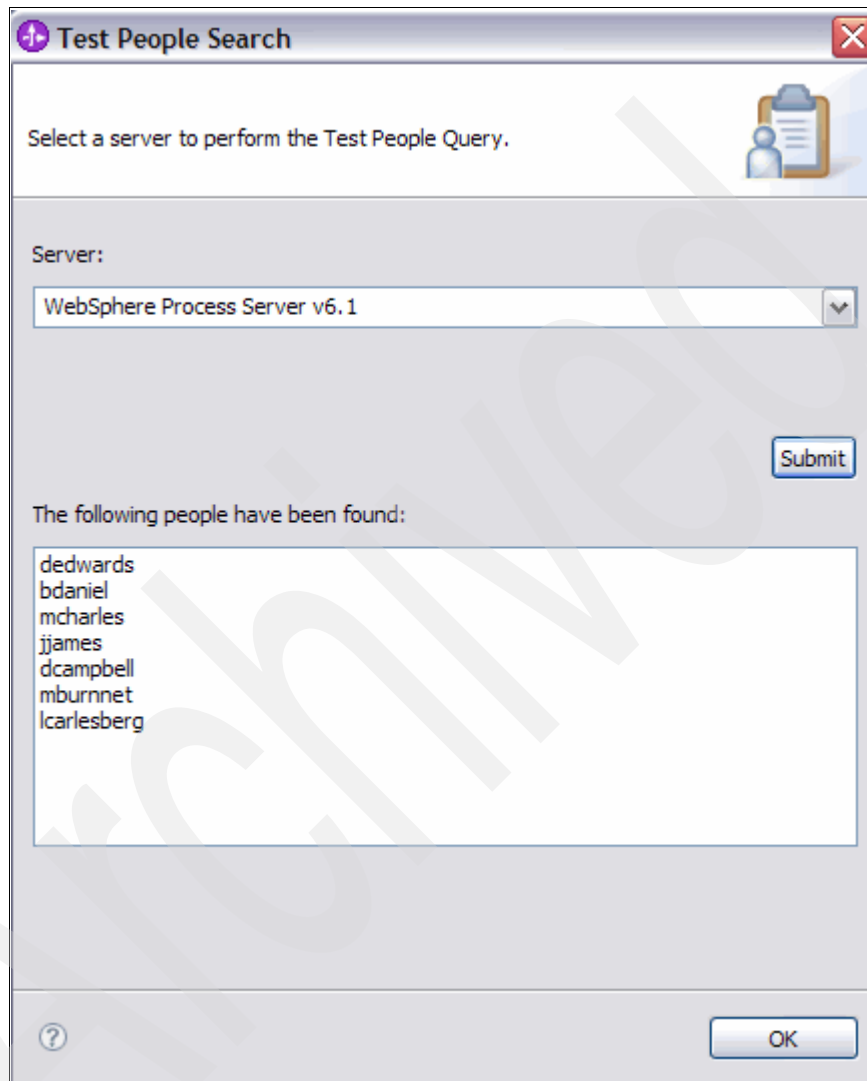 Test People Search
Select a server to perform the Test People Query.
Server:
WebSphere Process Server v6.1
Submit
The following people have been found:
dedwards
bdaniel
mcharles
jjames
dcampbell
mburnnet
lcarlesberg
?
OK
Archived